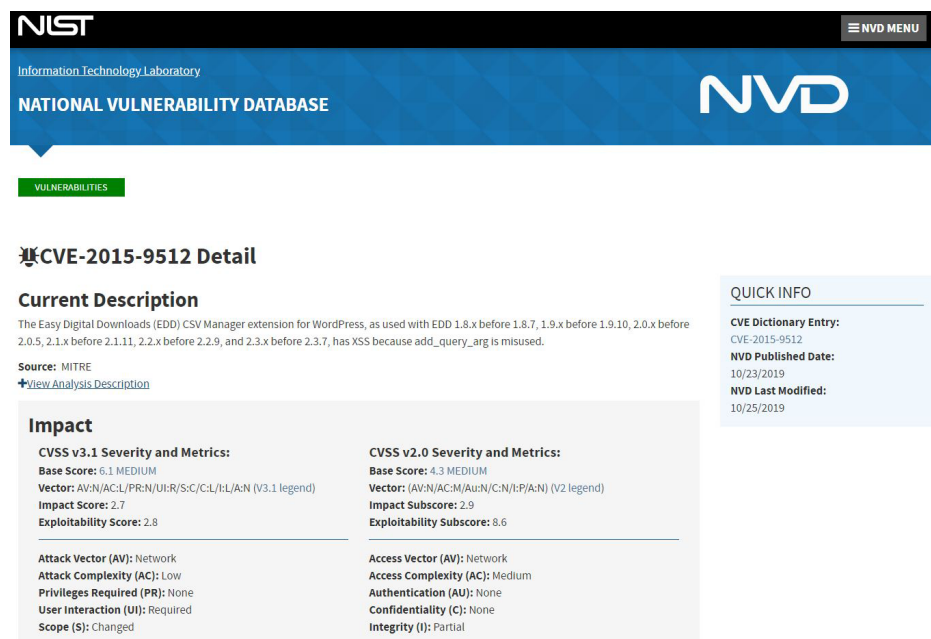 NIST
NVD MENU
Information Technology Laboratory
NATIONAL VULNERABILITY DATABASE
NVD
VULNERABILITIES
CVE-2015-9512 Detail
Current Description
The Easy Digital Downloads (EDD) CSV Manager extension for WordPress, as used with EDD 1.8.x before 1.8.7, 1.9.x before 1.9.10, 2.0.x before
2.0.5, 2.1.x before 2.1.11, 2.2.x before 2.2.9, and 2.3.x before 2.3.7, has XSS because add_query_arg is misused.
Source: MITRE
+View Analysis Description
QUICK INFO
CVE Dictionary Entry:
CVE-2015-9512
NVD Published Date:
10/23/2019
NVD Last Modified:
10/25/2019
Impact
CVSS v3.1 Severity and Metrics:
Base Score: 6.1 MEDIUM
Vector: AV:N/AC:L/PR:N/UI:R/S:C/C:L/I:L/A:N (V3.1 legend)
Impact Score: 2.7
Exploitability Score: 2.8
Attack Vector (AV): Network
Attack Complexity (AC): Low
Privileges Required (PR): None
User Interaction (UI): Required
Scope (S): Changed
CVSS v2.0 Severity and Metrics:
Base Score: 4.3 MEDIUM
Vector: (AV:N/AC:M/Au:N/C:N/I:P/A:N) (V2 legend)
Impact Subscore: 2.9
Exploitability Subscore: 8.6
Access Vector (AV): Network
Access Complexity (AC): Medium
Authentication (AU): None
Confidentiality (C): None
Integrity (I): Partial